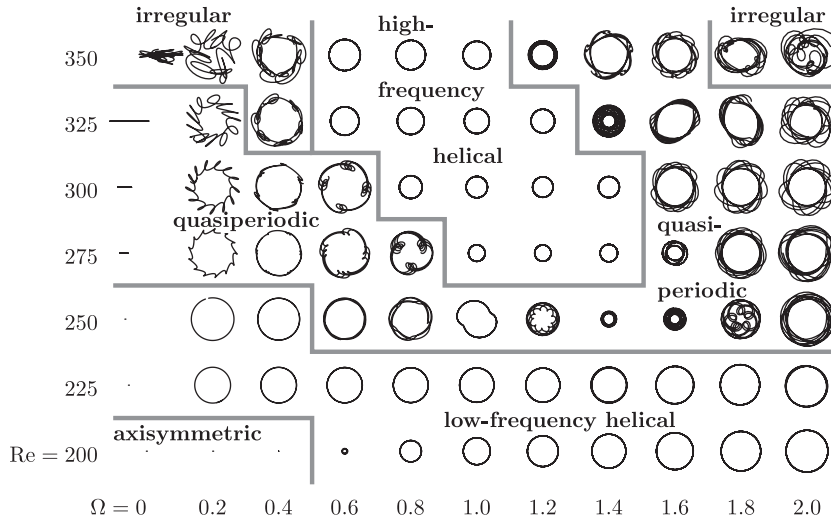 irregular high- irregular
350
frequency
325
helical
300
quasiperiodic quasi-
275
periodic
250
225
axisymmetric low-frequency helical
Re = 200
Ω = 0 0.2 0.4 0.6 0.8 1.0 1.2 1.4 1.6 1.8 2.0